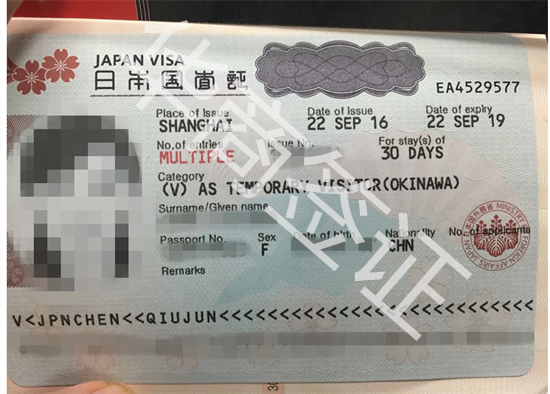 JAPAN VISA
日本国査証
EA4529577
Place of Issue
SHANGHAI
Date of Issue
22 SEP 16
Date of expiry
22 SEP 19
No. of entries
MULTIPLE
Issue No.
For stay(s) of
30 DAYS
Category
(V) AS TEMPORARY VISITOR(OKINAWA)
Surname/Given name
Passport No.
Sex
F
Date of birth
Nationality
CHN
No. of applicants
Remarks
V<JPNCHEN<<QIUJUN<<<<<<<<<<<<<<<<<<<<<<
商签证